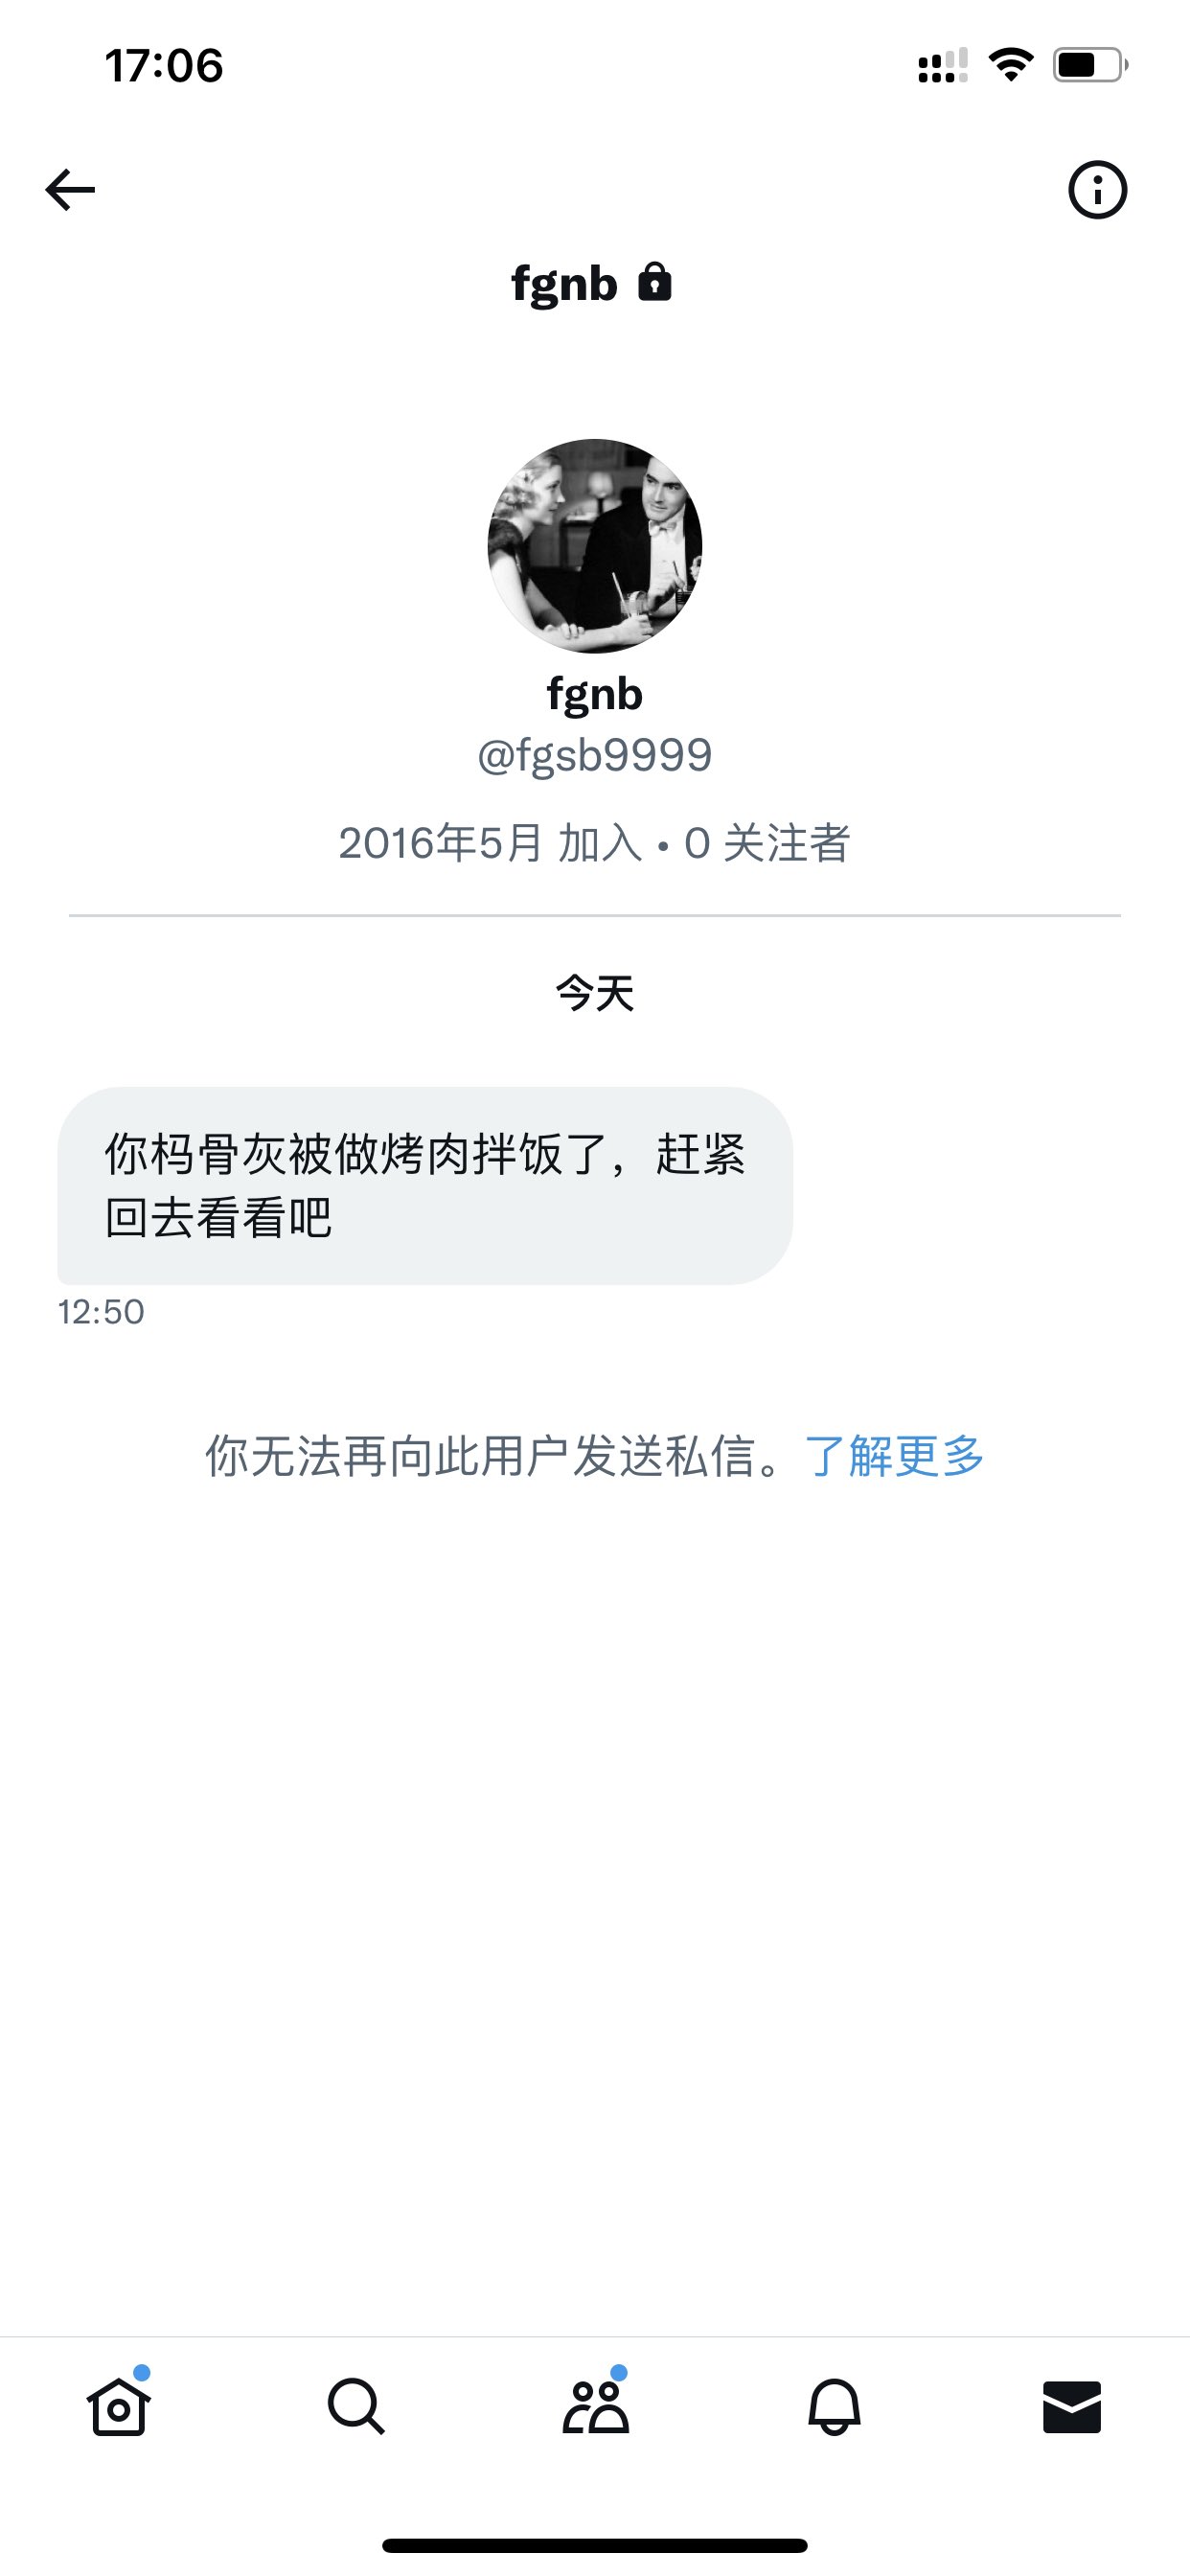 17:06
fgnb
fgnb
@fgsb9999
2016年5月 加入 • 0 关注者
今天
你杩骨灰被做烤肉拌饭了，赶紧
回去看看吧
12:50
你无法再向此用户发送私信。了解更多